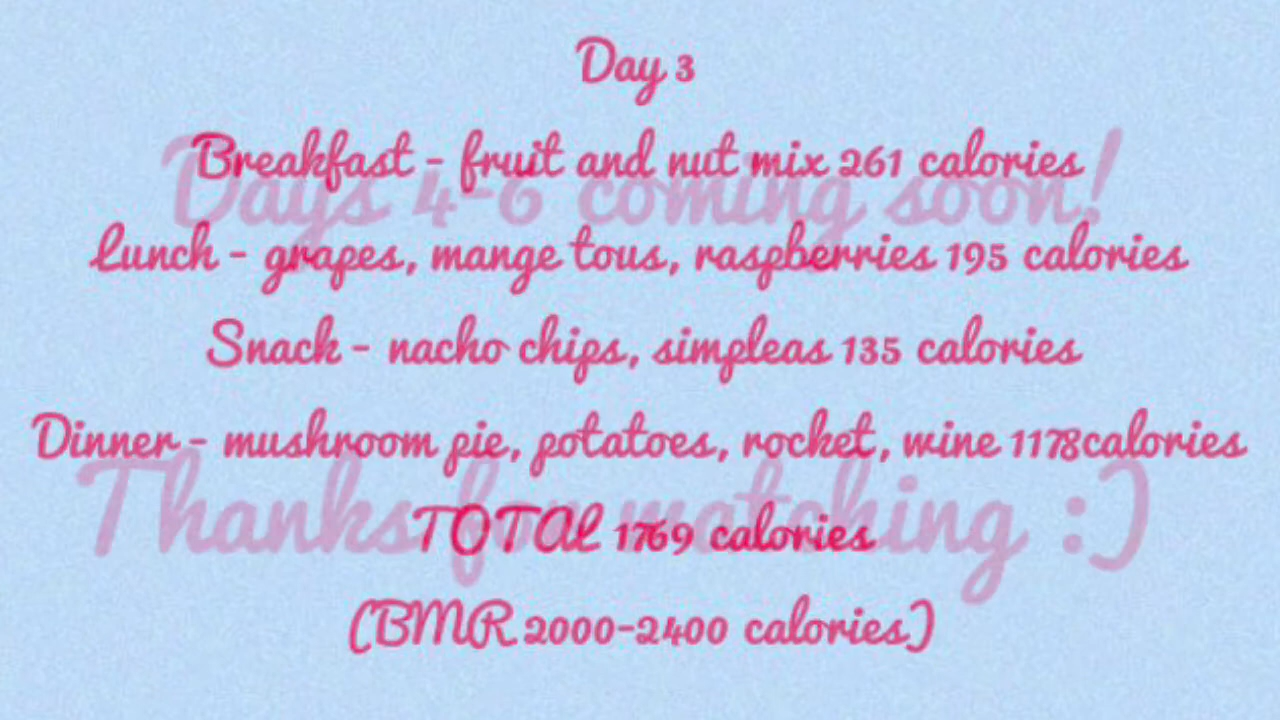 Day 3
Breakfast - fruit and nut mix 261 calories
Days 4-6 coming soon!
Lunch - grapes, mange tous, raspberries 195 calories
Snack - nacho chips, simpleas 135 calories
Dinner - mushroom pie, potatoes, rocket, wine 1178calories
Thanks for watching :)
TOTAL 1769 calories
(BMR 2000-2400 calories)